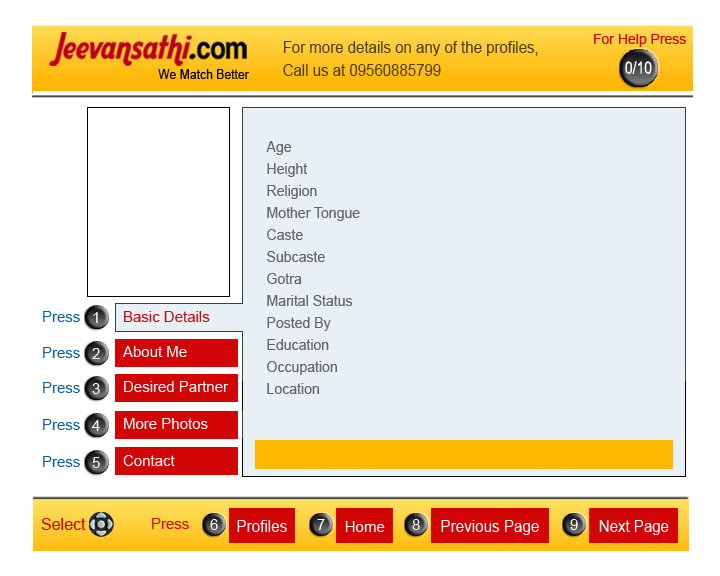 Jeevansathi.com
We Match Better
For more details on any of the profiles,
Call us at 09560885799
For Help Press
0/10
Age
Height
Religion
Mother Tongue
Caste
Subcaste
Gotra
Marital Status
Posted By
Education
Occupation
Location
Press 1 Basic Details
Press 2 About Me
Press 3 Desired Partner
Press 4 More Photos
Press 5 Contact
Select Press 6 Profiles 7 Home 8 Previous Page 9 Next Page